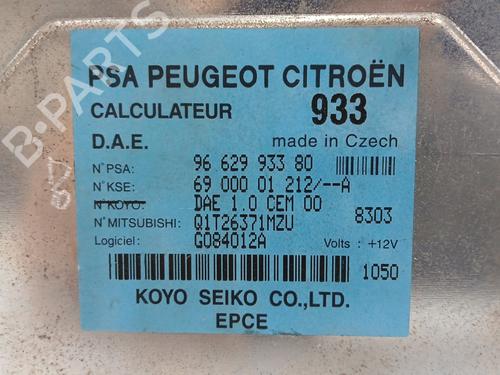 PSA PEUGEOT CITROËN
CALCULATEUR 933
D.A.E. made in Czech
N°PSA: 96 629 933 80
N°KSE: 69 000 01 212/--A
N°KOYO: DAE 1.0 CEM 00
N°MITSUBISHI: Q1T26371MZU 8303
Logiciel: G084012A Volts : +12V
1050
KOYO SEIKO CO.,LTD.
EPCE
B-PARTS